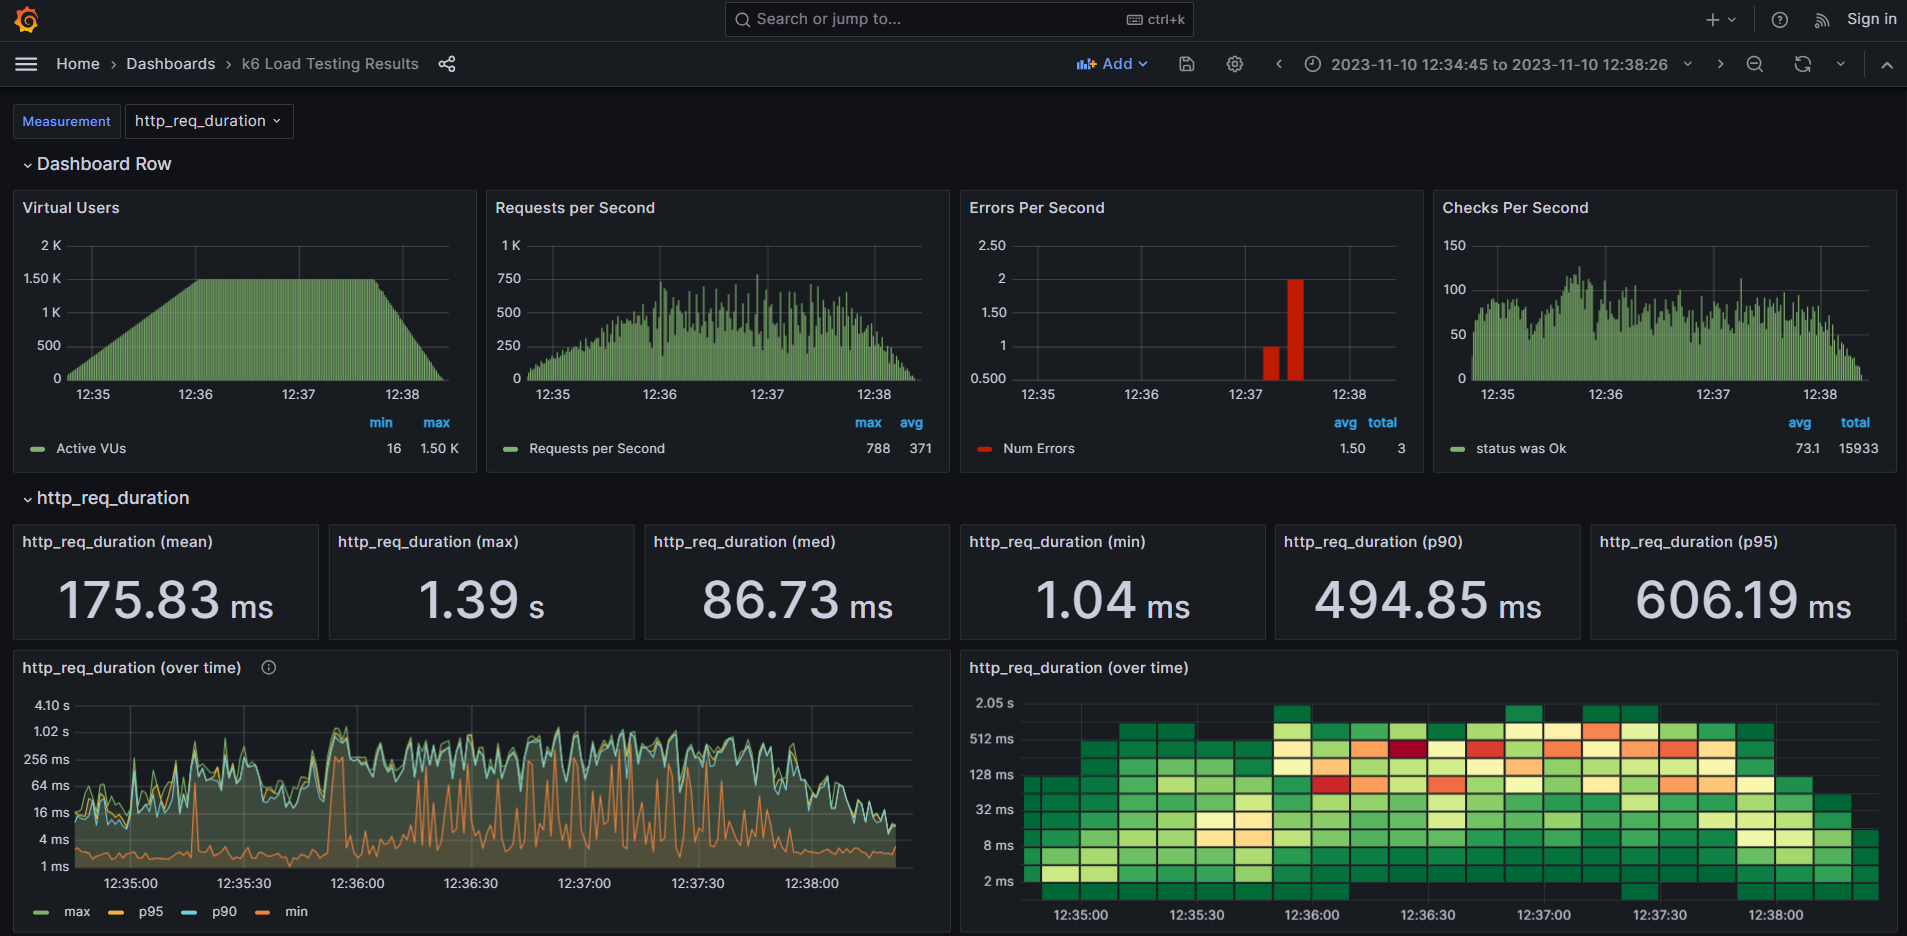 Search or jump to... ctrl+k Sign in
Home Dashboards k6 Load Testing Results Add 2023-11-10 12:34:45 to 2023-11-10 12:38:26
Measurement http_req_duration
Dashboard Row
Virtual Users
2 K
1.50 K
1 K
500
0
12:35 12:36 12:37 12:38
min max
Active VUs 16 1.50 K
Requests per Second
1 K
750
500
250
0
12:35 12:36 12:37 12:38
max avg
Requests per Second 788 371
Errors Per Second
2.50
2
1.50
1
0.500
12:35 12:36 12:37 12:38
avg total
Num Errors 1.50 3
Checks Per Second
150
100
50
0
12:35 12:36 12:37 12:38
avg total
status was Ok 73.1 15933
http_req_duration
http_req_duration (mean)
175.83 ms
http_req_duration (max)
1.39 s
http_req_duration (med)
86.73 ms
http_req_duration (min)
1.04 ms
http_req_duration (p90)
494.85 ms
http_req_duration (p95)
606.19 ms
http_req_duration (over time)
4.10 s
1.02 s
256 ms
64 ms
16 ms
4 ms
1 ms
12:35:00 12:35:30 12:36:00 12:36:30 12:37:00 12:37:30 12:38:00
max p95 p90 min
http_req_duration (over time)
2.05 s
512 ms
128 ms
32 ms
8 ms
2 ms
12:35:00 12:35:30 12:36:00 12:36:30 12:37:00 12:37:30 12:38:00